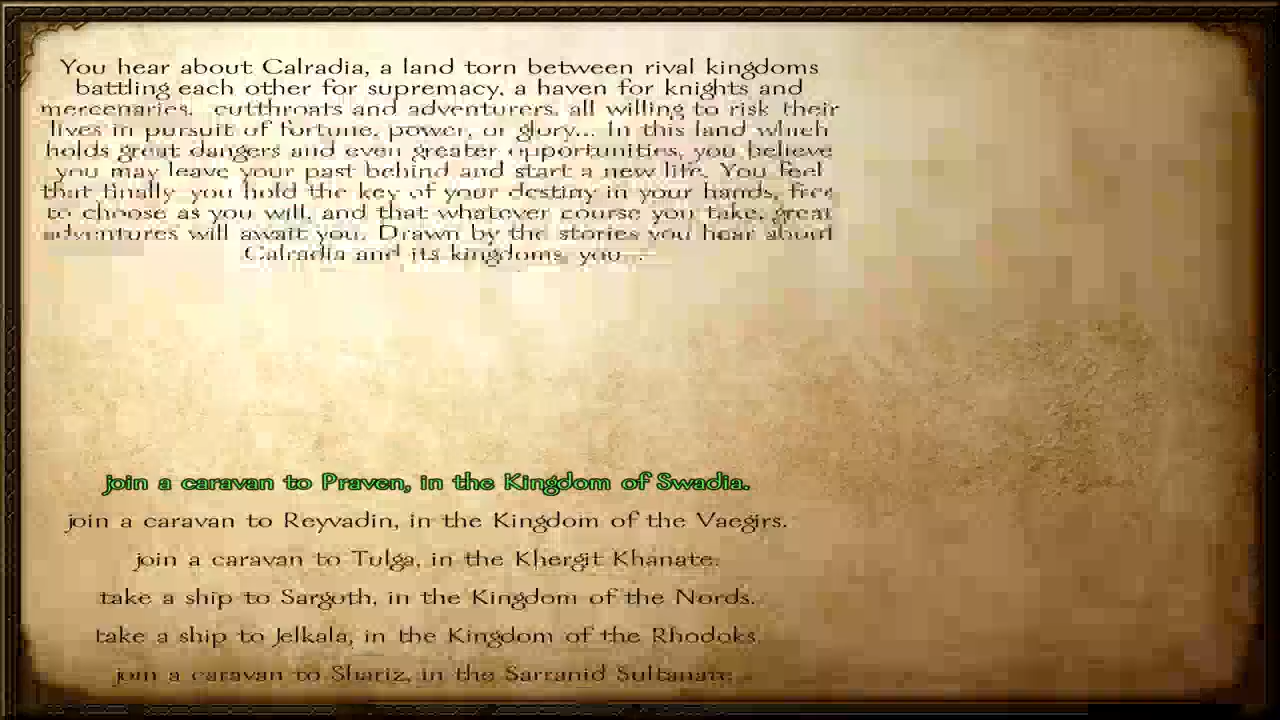 You hear about Calradia, a land torn between rival kingdoms
battling each other for supremacy, a haven for knights and
mercenaries, cutthroats and adventurers, all willing to risk their
lives in pursuit of fortune, power, or glory... In this land which
holds great dangers and even greater opportunities, you believe
you may leave your past behind and start a new life. You feel
that finally, you hold the key of your destiny in your hands, free
to choose as you will, and that whatever course you take, great
adventures will await you. Drawn by the stories you hear about
Calradia and its kingdoms, you...
join a caravan to Praven, in the Kingdom of Swadia.
join a caravan to Reyvadin, in the Kingdom of the Vaegirs.
join a caravan to Tulga, in the Khergit Khanate.
take a ship to Sargoth, in the Kingdom of the Nords.
take a ship to Jelkala, in the Kingdom of the Rhodoks.
join a caravan to Shariz, in the Sarranid Sultanate.